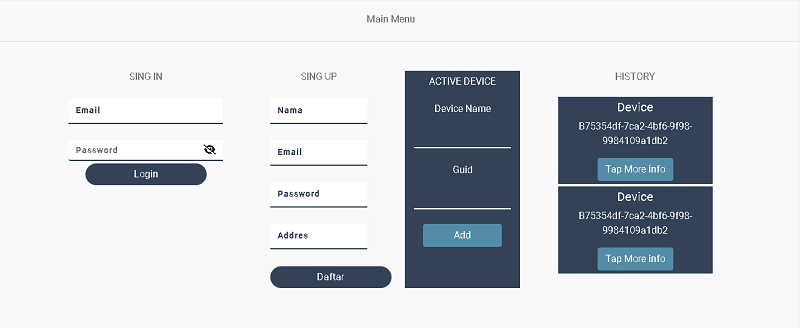 Main Menu
SING IN
Email
Password
Login
SING UP
Nama
Email
Password
Addres
Daftar
ACTIVE DEVICE
Device Name
Guid
Add
HISTORY
Device
B75354df-7ca2-4bf6-9f98-
9984109a1db2
Tap More info
Device
B75354df-7ca2-4bf6-9f98-
9984109a1db2
Tap More info